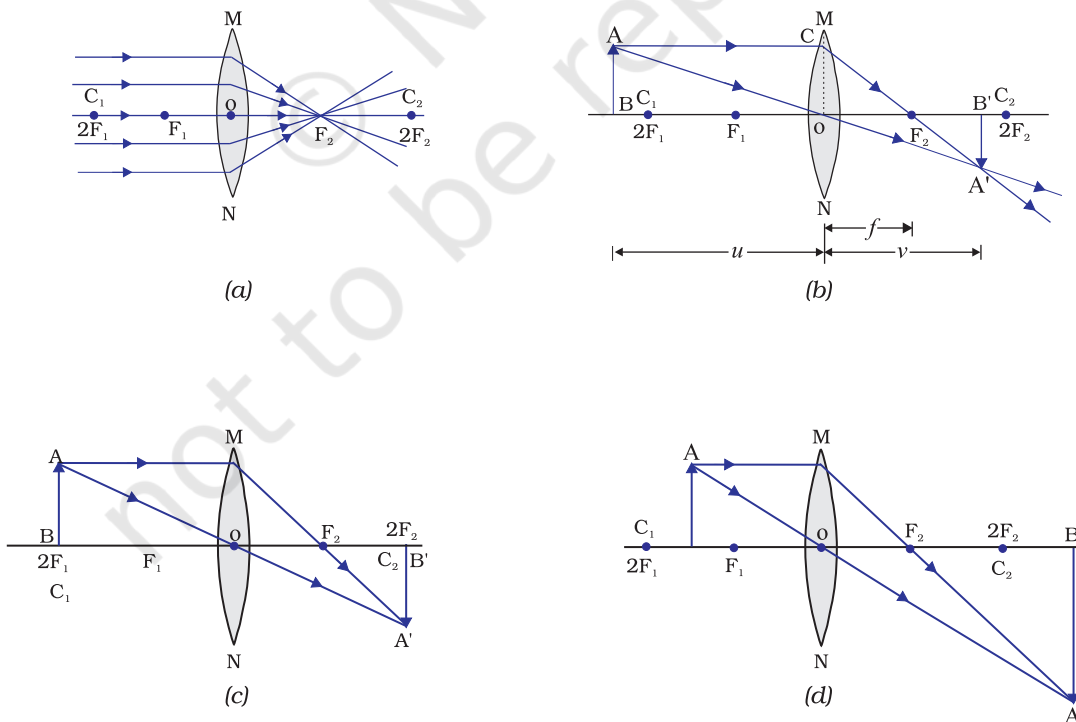 © N
not to be rep
M
C₁
O
C₂
2F₁
F₁
F₂
2F₂
N
(a)
M
A
C
B
C₁
B'
C₂
2F₁
F₁
O
F₂
2F₂
A'
N
f
u
v
(b)
M
A
B
O
F₂
2F₂
2F₁
F₁
C₂
B'
C₁
A'
N
(c)
M
A
C₁
O
F₂
2F₂
B
2F₁
F₁
C₂
N
A
(d)